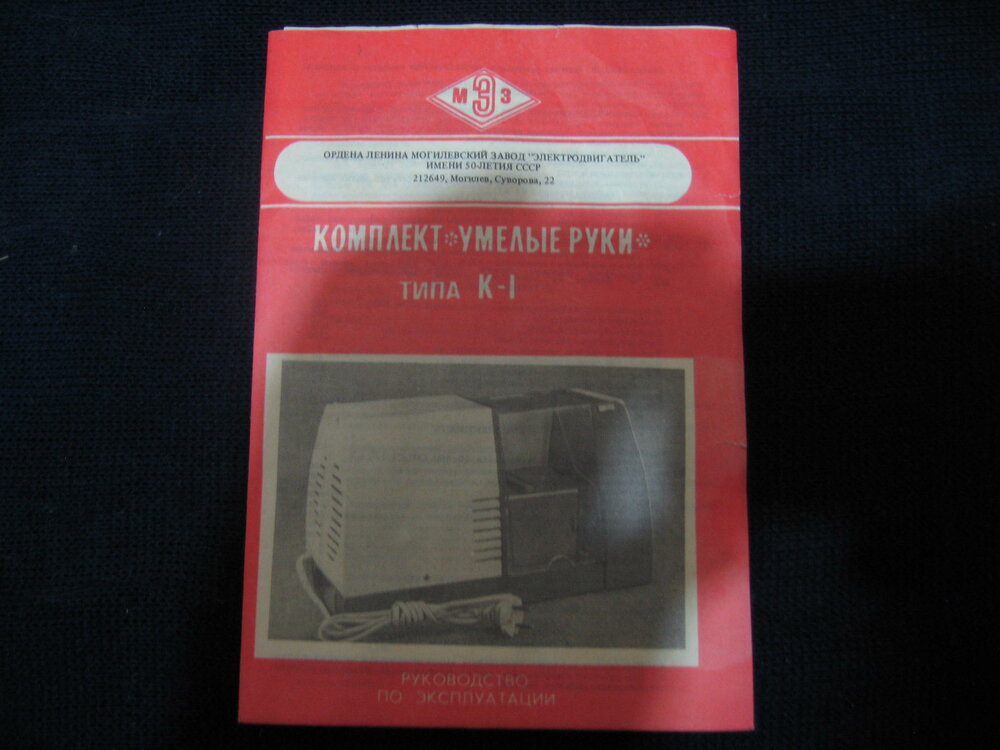 МЭЗ
ОРДЕНА ЛЕНИНА МОГИЛЕВСКИЙ ЗАВОД "ЭЛЕКТРОДВИГАТЕЛЬ"
ИМЕНИ 50-ЛЕТИЯ СССР
212649, Могилев, Суворова, 22
КОМПЛЕКТ*УМЕЛЫЕ РУКИ*
ТИПА К-I
РУКОВОДСТВО
ПО ЭКСПЛУАТАЦИИ